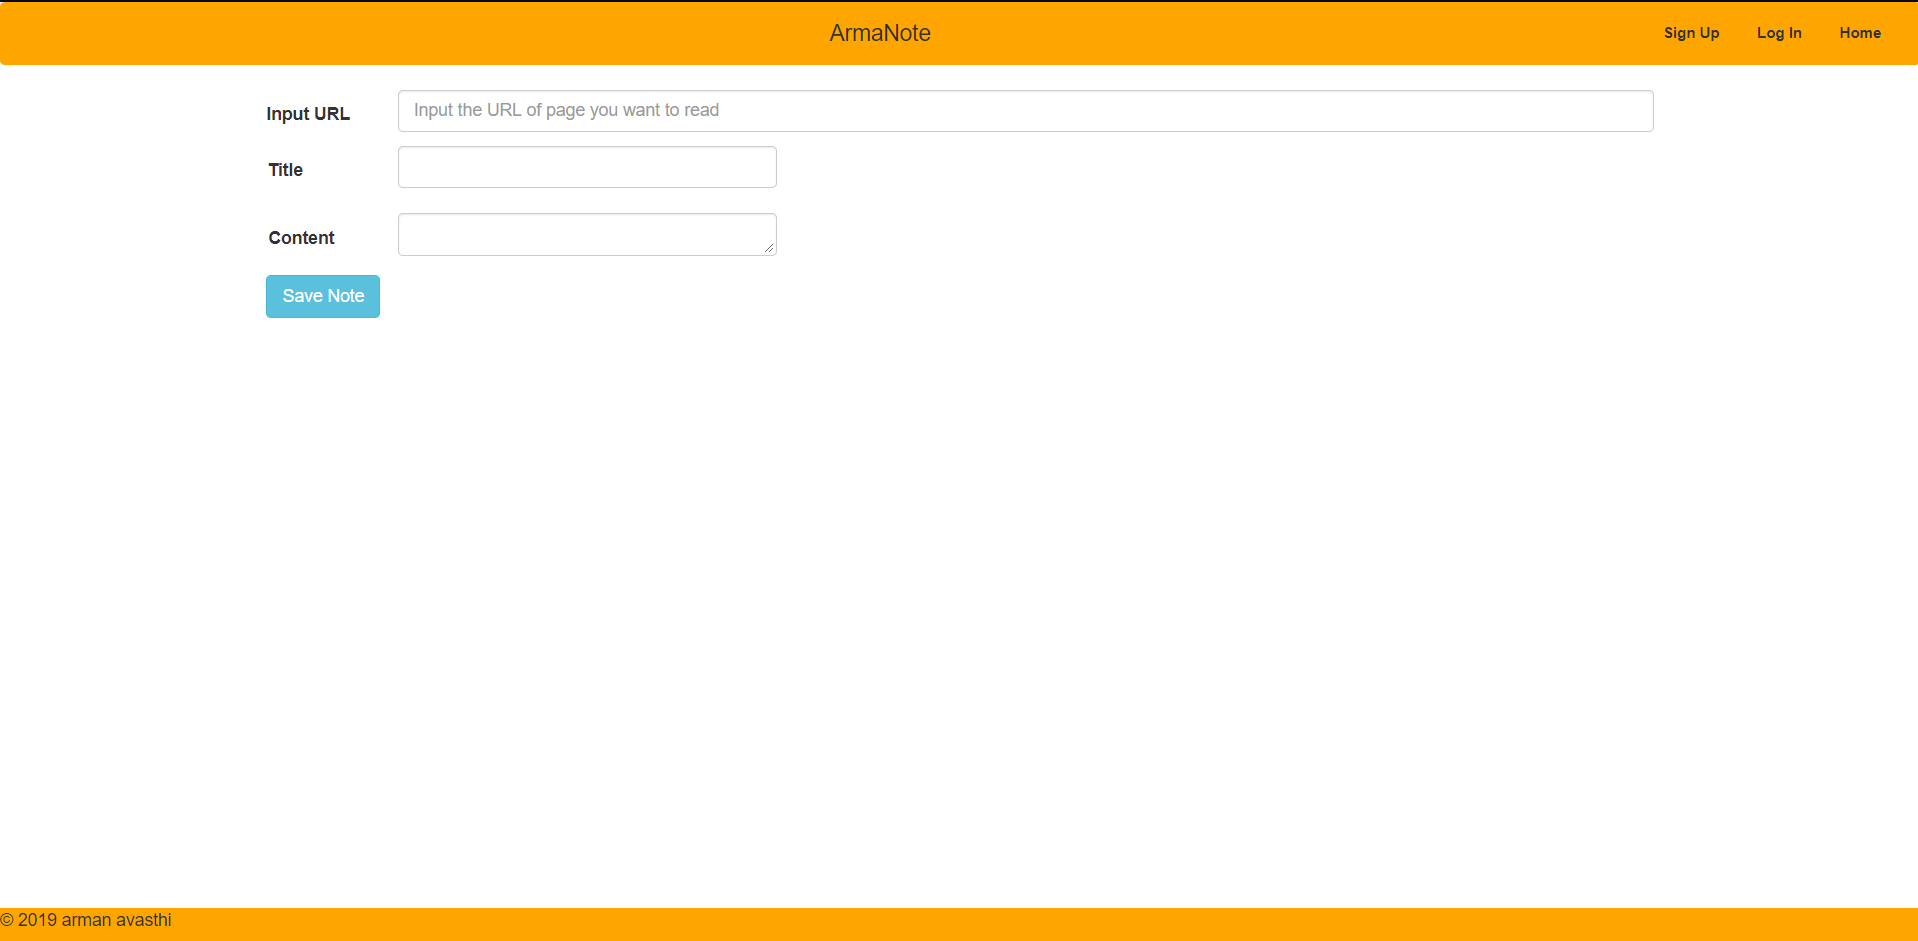 ArmaNote
Sign Up Log In Home
Input URL Input the URL of page you want to read
Title
Content
Save Note
© 2019 arman avasthi